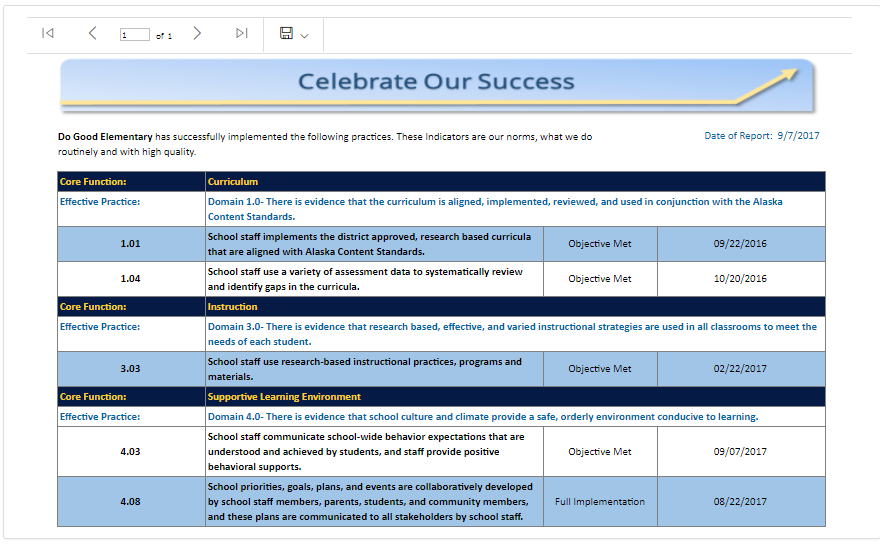 1 of 1
Celebrate Our Success
Do Good Elementary has successfully implemented the following practices. These Indicators are our norms, what we do
routinely and with high quality.
Date of Report: 9/7/2017
Core Function: Curriculum
Effective Practice: Domain 1.0- There is evidence that the curriculum is aligned, implemented, reviewed, and used in conjunction with the Alaska
Content Standards.
1.01 School staff implements the district approved, research based curricula
that are aligned with Alaska Content Standards. Objective Met 09/22/2016
1.04 School staff use a variety of assessment data to systematically review
and identify gaps in the curricula. Objective Met 10/20/2016
Core Function: Instruction
Effective Practice: Domain 3.0- There is evidence that research based, effective, and varied instructional strategies are used in all classrooms to meet the
needs of each student.
3.03 School staff use research-based instructional practices, programs and
materials. Objective Met 02/22/2017
Core Function: Supportive Learning Environment
Effective Practice: Domain 4.0- There is evidence that school culture and climate provide a safe, orderly environment conducive to learning.
4.03 School staff communicate school-wide behavior expectations that are
understood and achieved by students, and staff provide positive
behavioral supports. Objective Met 09/07/2017
4.08 School priorities, goals, plans, and events are collaboratively developed
by school staff members, parents, students, and community members,
and these plans are communicated to all stakeholders by school staff. Full Implementation 08/22/2017